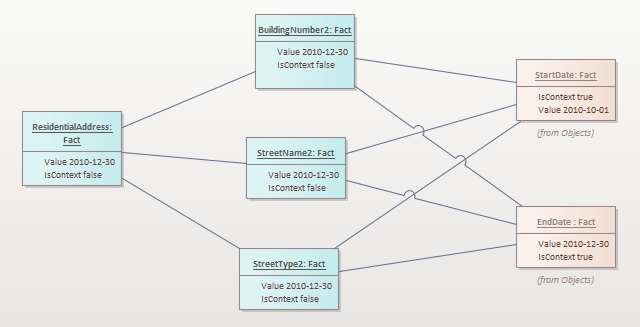 BuildingNumber2: Fact
Value 2010-12-30
IsContext false
StartDate: Fact
IsContext true
Value 2010-10-01
(from Objects)
ResidentialAddress:
Fact
Value 2010-12-30
IsContext false
StreetName2: Fact
Value 2010-12-30
IsContext false
EndDate : Fact
Value 2010-12-30
IsContext true
(from Objects)
StreetType2: Fact
Value 2010-12-30
IsContext false